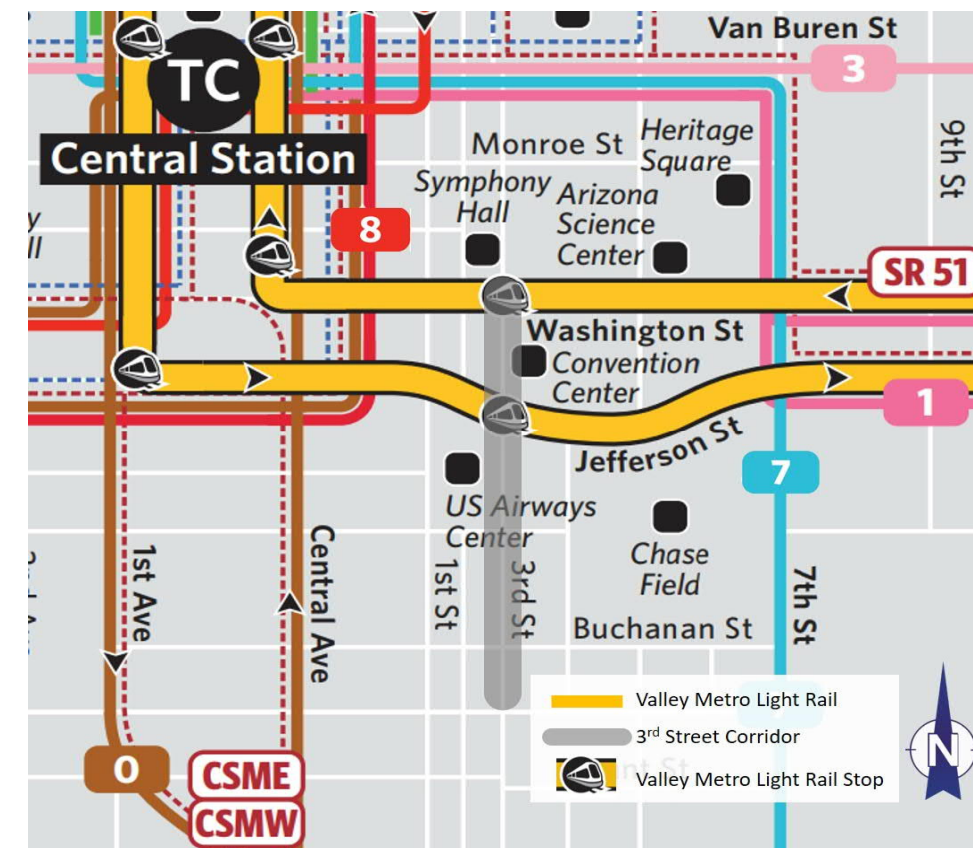 Van Buren St
3
TC
Central Station
Monroe St
Heritage
Square
9th St
Symphony
Hall
Arizona
Science
Center
8
SR 51
Washington St
Convention
Center
1
Jefferson St
7
US Airways
Center
Chase
Field
1st Ave
Central Ave
1st St
3rd St
7th St
Buchanan St
Valley Metro Light Rail
3rd Street Corridor
Valley Metro Light Rail Stop
N
0
CSME
CSMW